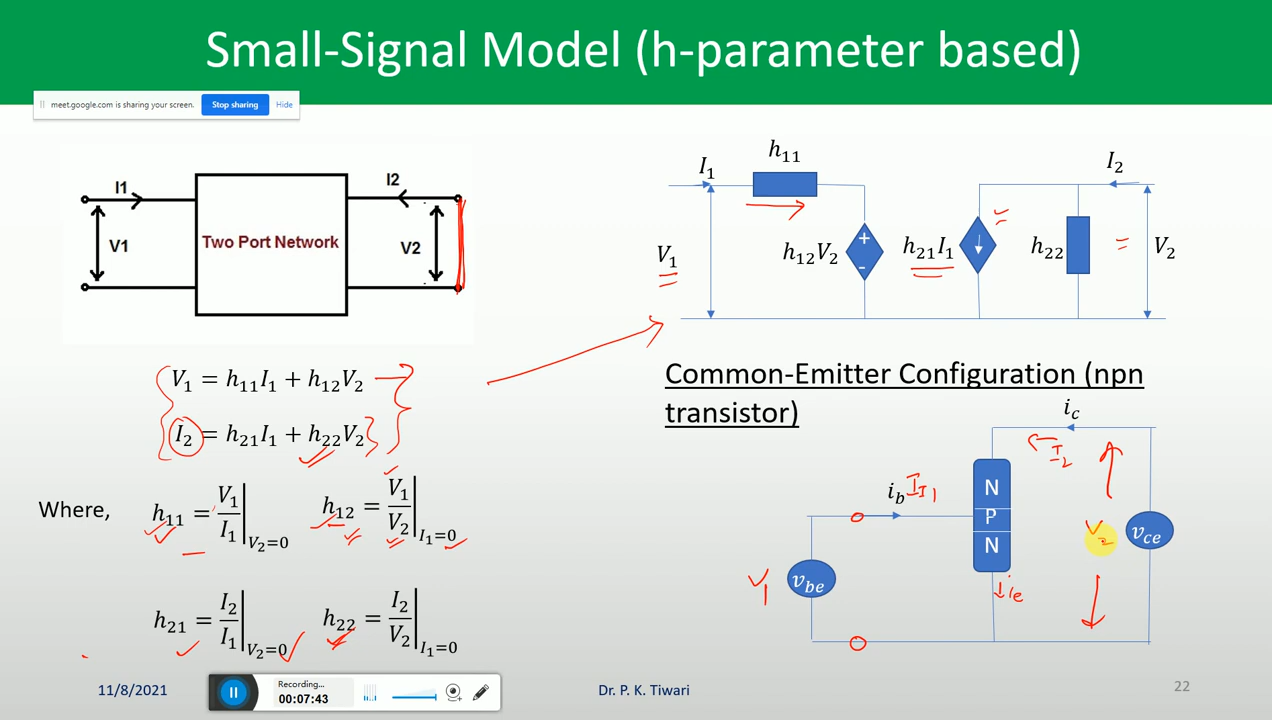 Small-Signal Model (h-parameter based)
meet.google.com is sharing your screen. Stop sharing Hide
I1
I2
V1
Two Port Network
V2
I₁
h₁₁
I₂
V₁
h₁₂V₂
+
-
h₂₁I₁
h₂₂
V₂
V₁ = h₁₁I₁ + h₁₂V₂
I₂ = h₂₁I₁ + h₂₂V₂
Where,
h₁₁ = V₁/I₁|V₂=0
h₁₂ = V₁/V₂|I₁=0
h₂₁ = I₂/I₁|V₂=0
h₂₂ = I₂/V₂|I₁=0
Common-Emitter Configuration (npn
transistor)
i_c
I₂
i_b
I₁
N
P
N
V₁
v_be
V₂
v_ce
i_e
11/8/2021
Recording...
00:07:43
Dr. P. K. Tiwari
22